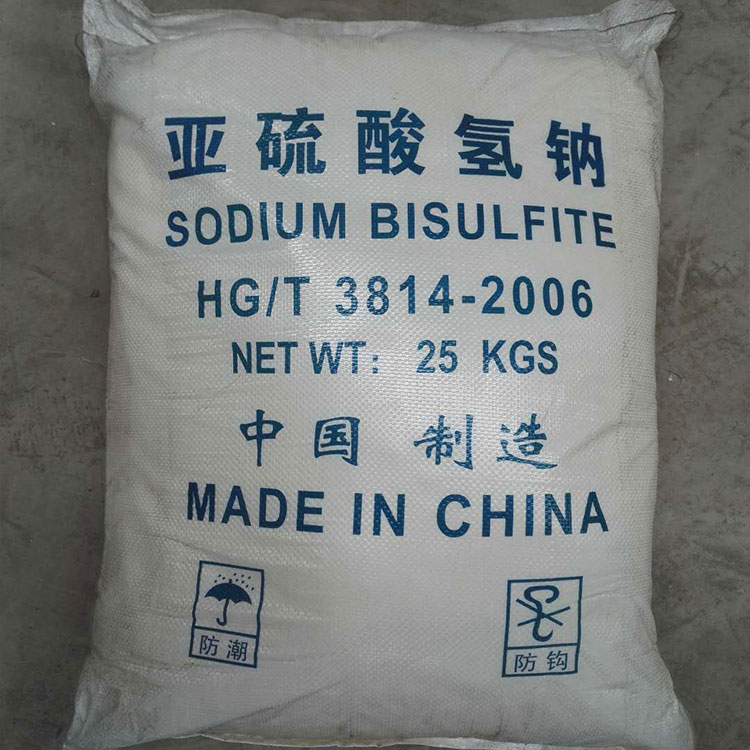 亚硫酸氢钠
SODIUM BISULFITE
HG/T 3814-2006
NET WT: 25 KGS
中国 制造
MADE IN CHINA
防潮
防钩